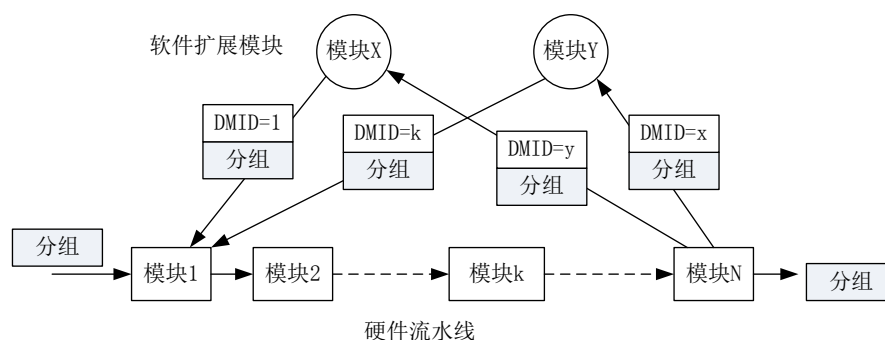 软件扩展模块
模块X
模块Y
DMID=1
分组
DMID=k
分组
DMID=y
分组
DMID=x
分组
分组
模块1
模块2
模块k
模块N
分组
硬件流水线